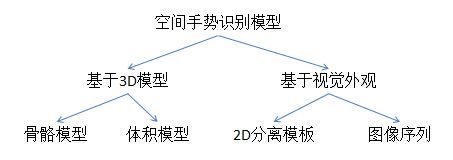 空间手势识别模型
基于3D模型
基于视觉外观
骨骼模型
体积模型
2D分离模板
图像序列